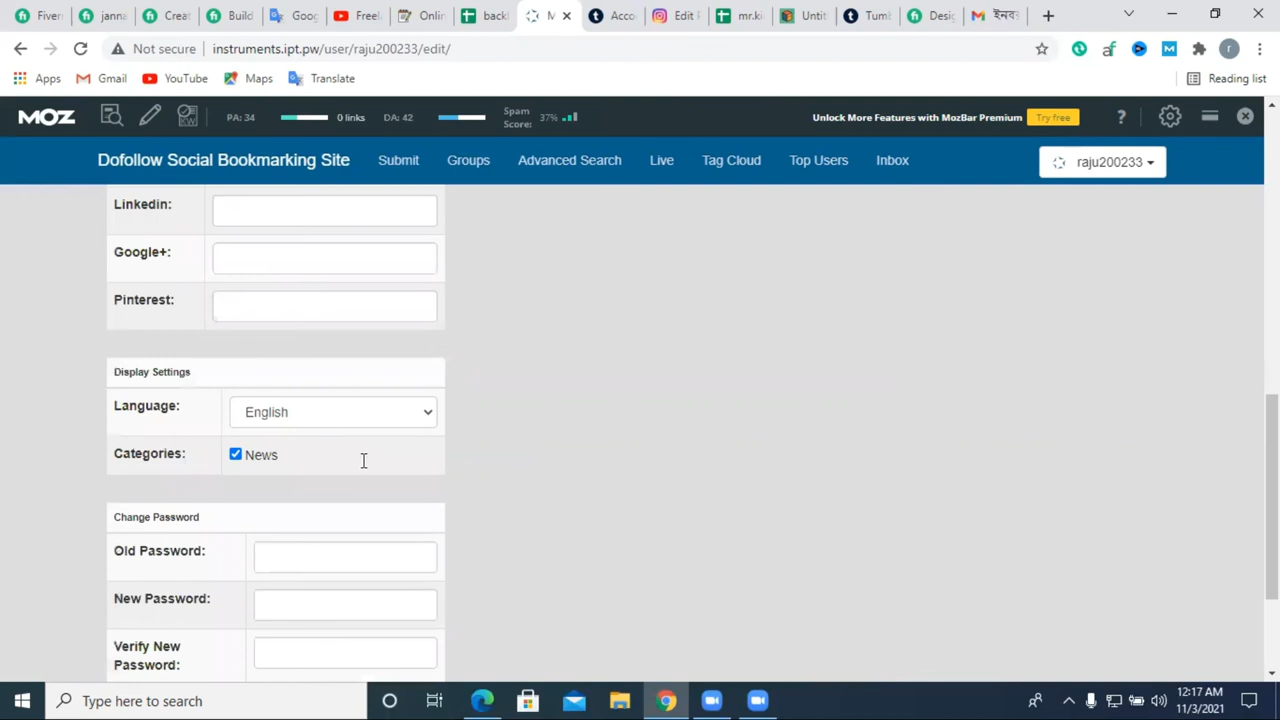 Fiverr
janna
Creat
Build
Goog
Freel
Onlin
backl
M
Acco
Edit P
mr.ki
Untit
Tumb
Desig
ইনব
Not secure
instruments.ipt.pw/user/raju200233/edit/
r
Apps
Gmail
YouTube
Maps
Translate
Reading list
MOZ
PA: 34
0 links
DA: 42
Spam Score:
37%
Unlock More Features with MozBar Premium
Try free
?
Dofollow Social Bookmarking Site
Submit
Groups
Advanced Search
Live
Tag Cloud
Top Users
Inbox
raju200233
Linkedin:
Google+:
Pinterest:
Display Settings
Language:
English
Categories:
News
Change Password
Old Password:
New Password:
Verify New
Password:
Type here to search
12:17 AM
11/3/2021